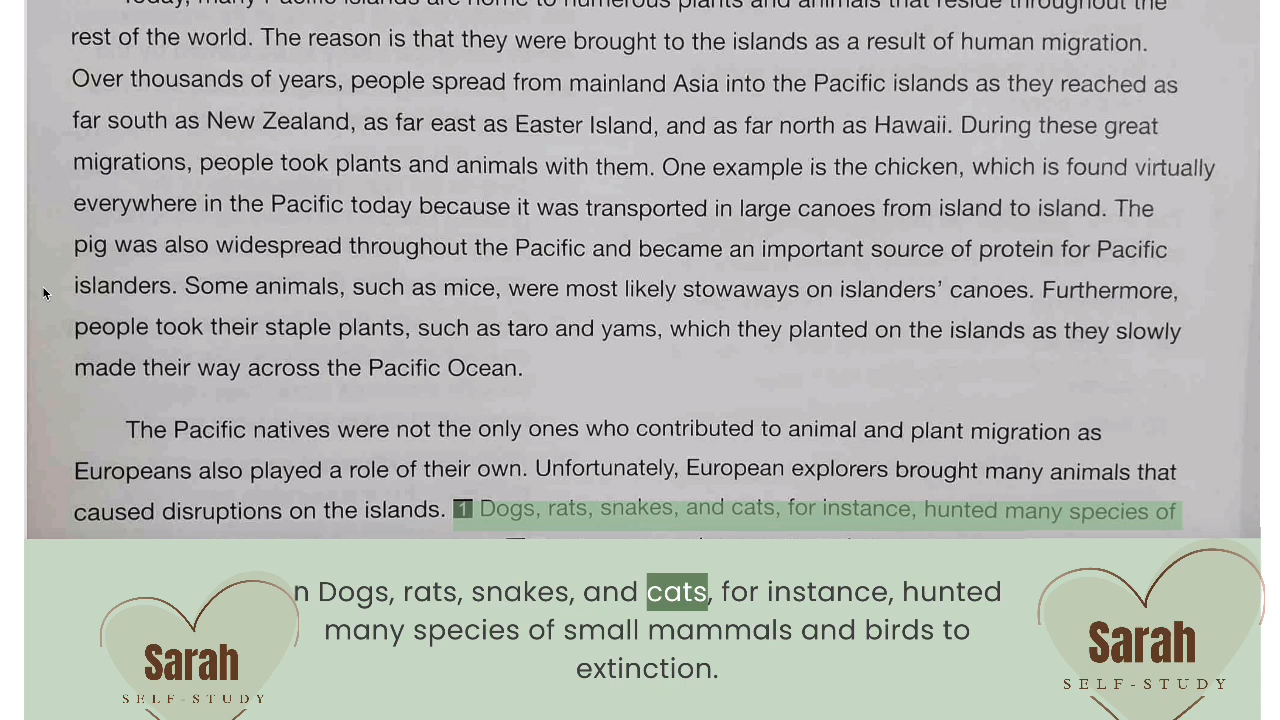 Today, many Pacific islands are home to numerous plants and animals that reside throughout the
rest of the world. The reason is that they were brought to the islands as a result of human migration.
Over thousands of years, people spread from mainland Asia into the Pacific islands as they reached as
far south as New Zealand, as far east as Easter Island, and as far north as Hawaii. During these great
migrations, people took plants and animals with them. One example is the chicken, which is found virtually
everywhere in the Pacific today because it was transported in large canoes from island to island. The
pig was also widespread throughout the Pacific and became an important source of protein for Pacific
islanders. Some animals, such as mice, were most likely stowaways on islanders' canoes. Furthermore,
people took their staple plants, such as taro and yams, which they planted on the islands as they slowly
made their way across the Pacific Ocean.
The Pacific natives were not the only ones who contributed to animal and plant migration as
Europeans also played a role of their own. Unfortunately, European explorers brought many animals that
caused disruptions on the islands. 1 Dogs, rats, snakes, and cats, for instance, hunted many species of
n Dogs, rats, snakes, and cats, for instance, hunted
many species of small mammals and birds to
extinction.
Sarah
SELF-STUDY
Sarah
SELF-STUDY